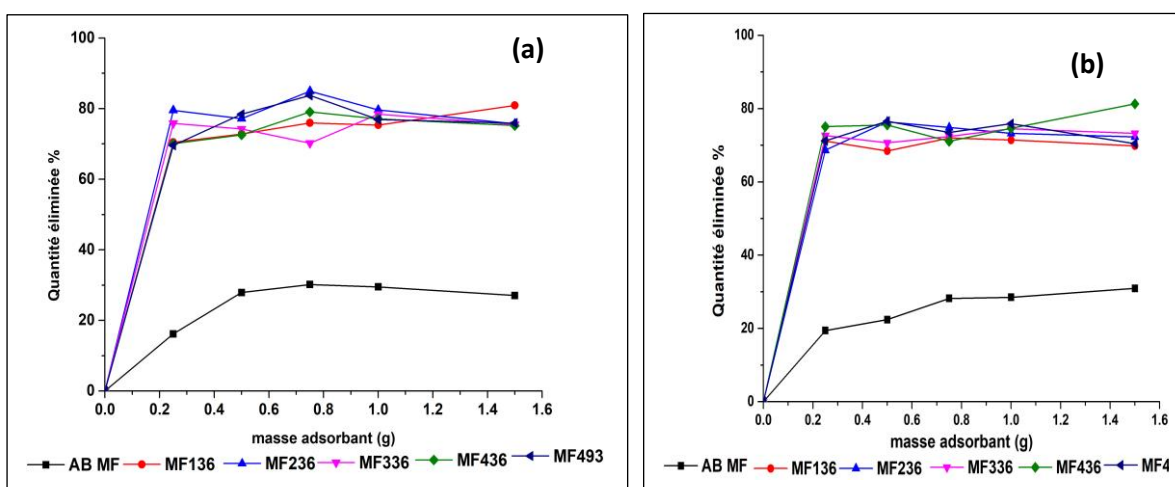 (a)
100
80
60
40
20
0
Quantité éliminée %
0.0 0.2 0.4 0.6 0.8 1.0 1.2 1.4 1.6
masse adsorbant (g)
AB MF MF136 MF236 MF336 MF436 MF493
(b)
100
80
60
40
20
0
Quantité éliminée %
0.0 0.2 0.4 0.6 0.8 1.0 1.2 1.4 1.6
masse adsorbant (g)
AB MF MF136 MF236 MF336 MF436 MF4